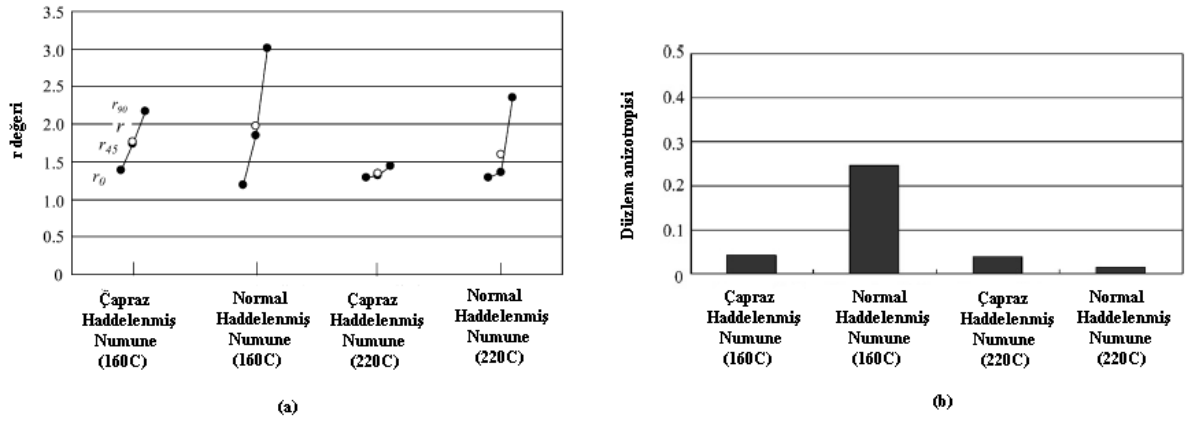 3.5
3.0
2.5
2.0
1.5
1.0
0.5
0
r değeri
r90
r
r45
r0
Çapraz
Haddelenmiş
Numune
(160C)
Normal
Haddelenmiş
Numune
(160C)
Çapraz
Haddelenmiş
Numune
(220C)
Normal
Haddelenmiş
Numune
(220C)
(a)
0.5
0.4
0.3
0.2
0.1
0
Düzlem anizotropisi
Çapraz
Haddelenmiş
Numune
(160C)
Normal
Haddelenmiş
Numune
(160C)
Çapraz
Haddelenmiş
Numune
(220C)
Normal
Haddelenmiş
Numune
(220C)
(b)